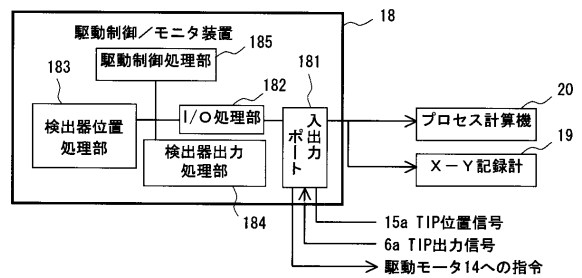 18
駆動制御／モニタ装置
185
駆動制御処理部
183
182
181
I/O処理部
検出器位置
処理部
入出力
ポート
検出器出力
処理部
184
20
プロセス計算機
19
X－Y記録計
15a TIP位置信号
6a TIP出力信号
駆動モータ14への指令